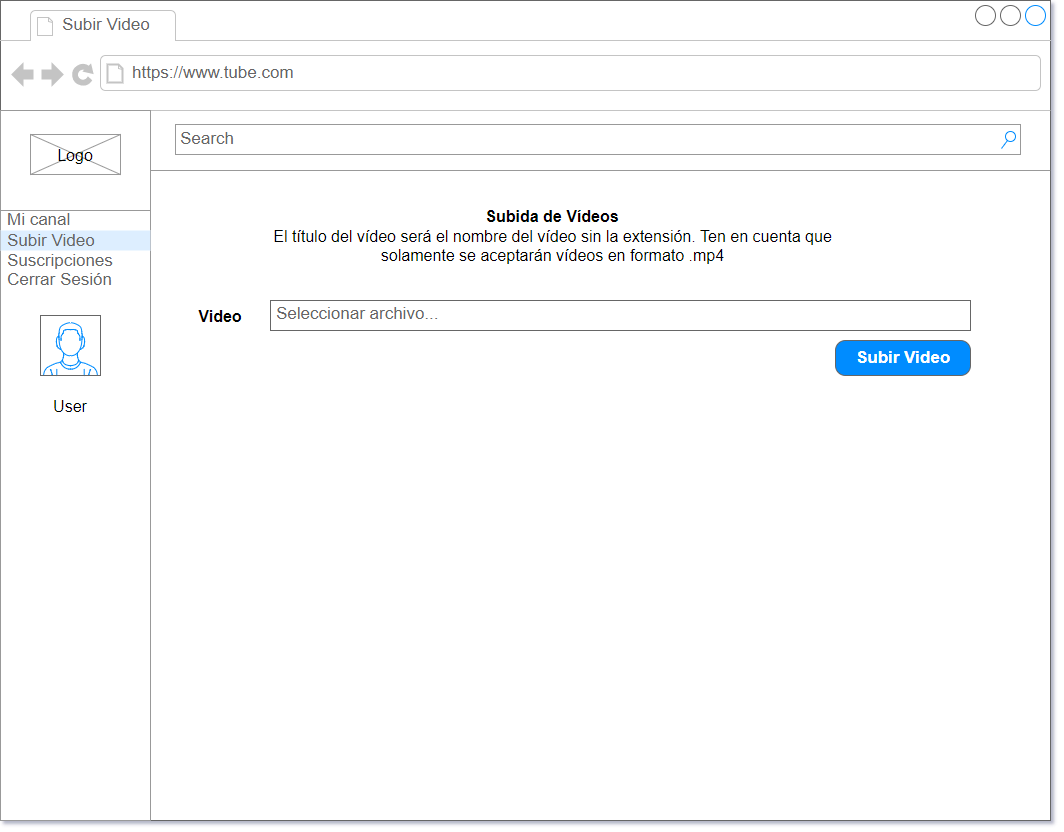 Subir Video
https://www.tube.com
Logo
Search
Mi canal
Subir Video
Suscripciones
Cerrar Sesión
User
Subida de Vídeos
El título del vídeo será el nombre del vídeo sin la extensión. Ten en cuenta que
solamente se aceptarán vídeos en formato .mp4
Video
Seleccionar archivo...
Subir Video